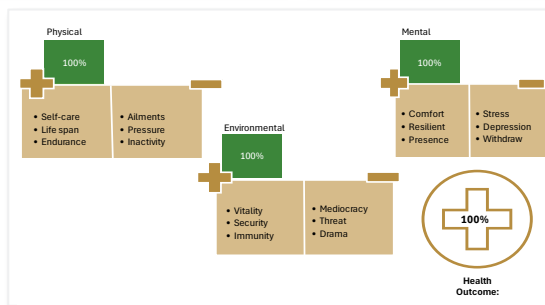 Physical
100%
• Self-care
• Life span
• Endurance
• Ailments
• Pressure
• Inactivity
Mental
100%
• Comfort
• Resilient
• Presence
• Stress
• Depression
• Withdraw
Environmental
100%
• Vitality
• Security
• Immunity
• Mediocracy
• Threat
• Drama
100%
Health
Outcome: